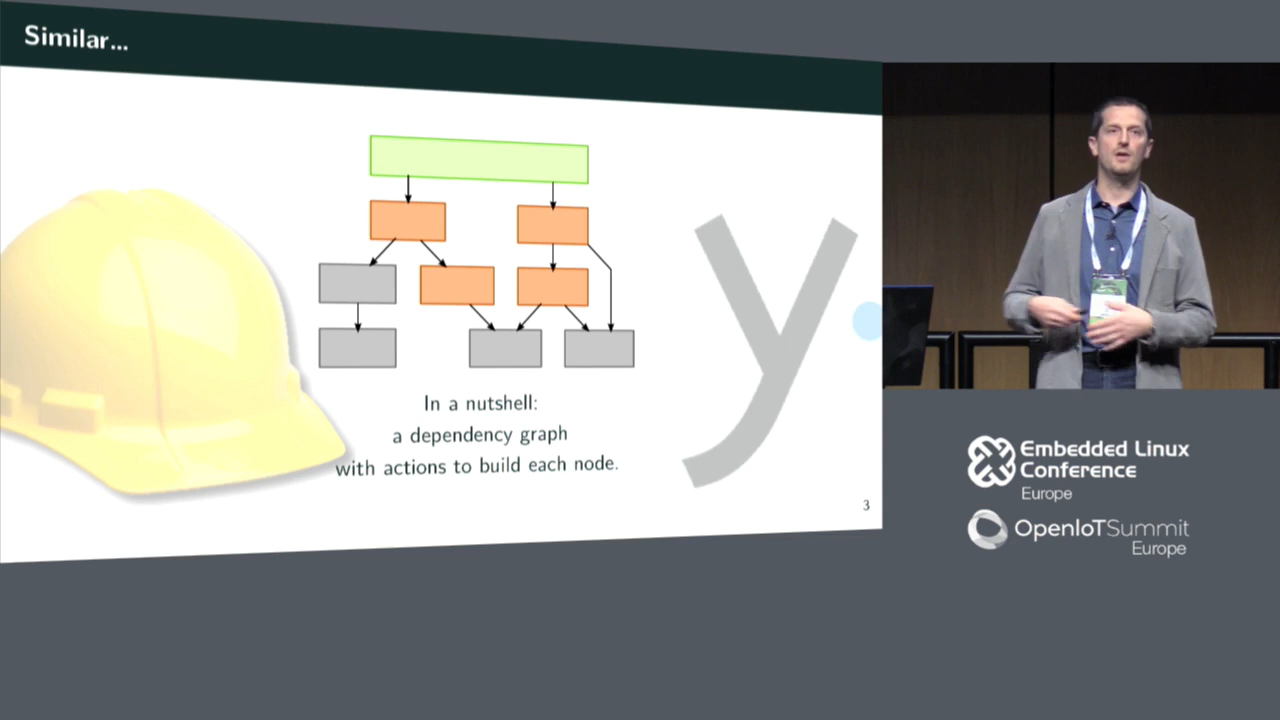 Similar...
In a nutshell:
a dependency graph
with actions to build each node.
y
3
Embedded Linux
Conference
Europe
OpenIoTSummit
Europe